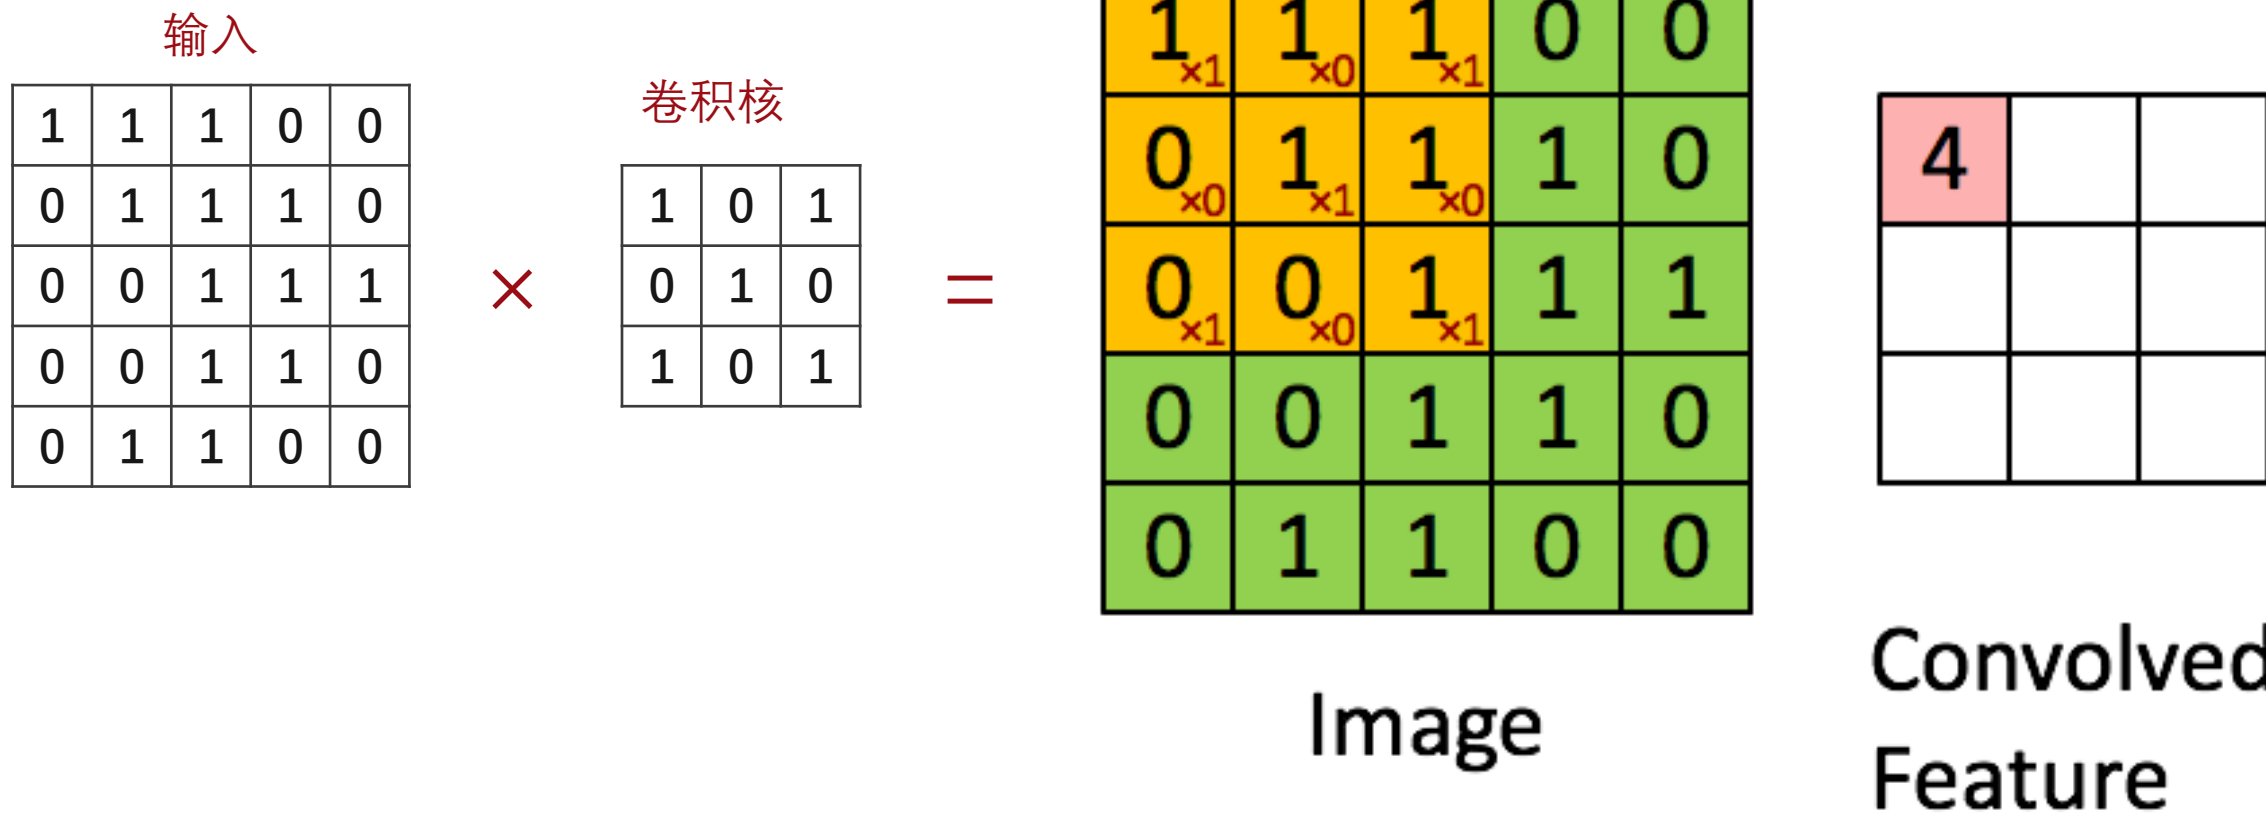 输入
1 1 1 0 0
0 1 1 1 0
0 0 1 1 1
0 0 1 1 0
0 1 1 0 0
×
卷积核
1 0 1
0 1 0
1 0 1
=
1×1 1×0 1×1 0 0
0×0 1×1 1×0 1 0
0×1 0×0 1×1 1 1
0 0 1 1 0
0 1 1 0 0
Image
4
Convolved
Feature